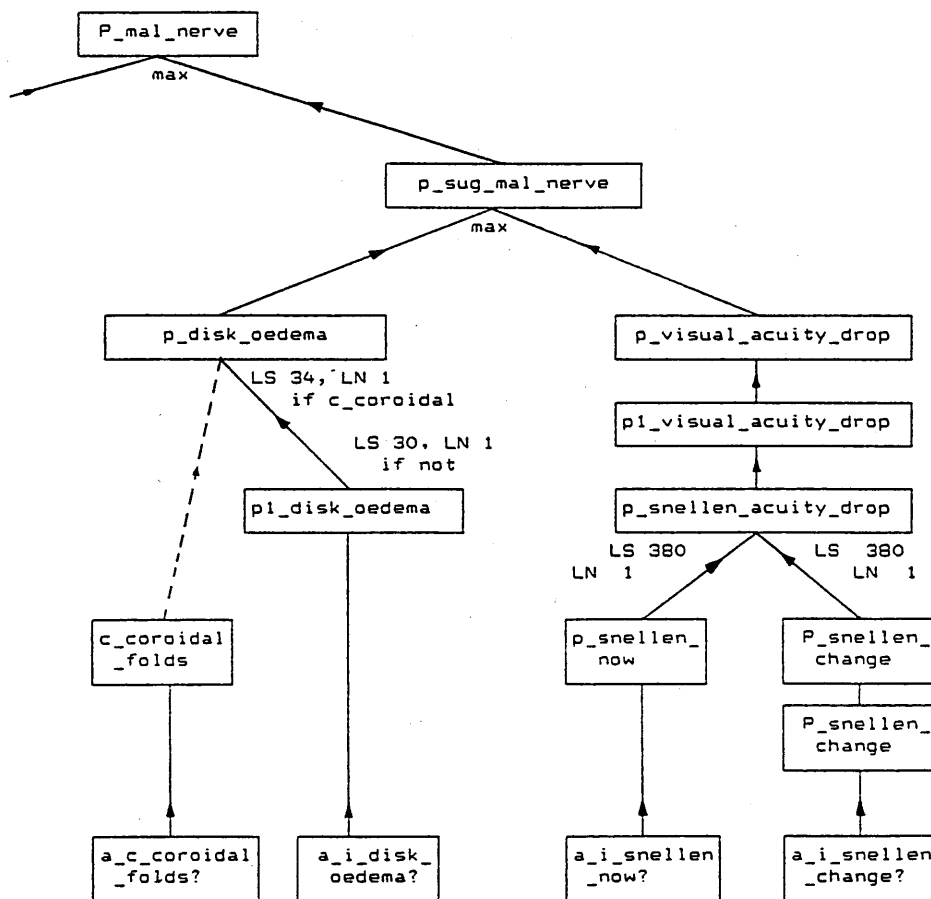 P_mal_nerve
max
p_sug_mal_nerve
max
p_disk_oedema
p_visual_acuity_drop
LS 34, LN 1
if c_coroidal
p1_visual_acuity_drop
LS 30, LN 1
if not
p1_disk_oedema
p_snellen_acuity_drop
LS 380
LN 1
LS 380
LN 1
c_coroidal
_folds
p_snellen_
now
P_snellen_
change
P_snellen_
change
a_c_coroidal
_folds?
a_i_disk_
oedema?
a_i_snellen
_now?
a_i_snellen
_change?